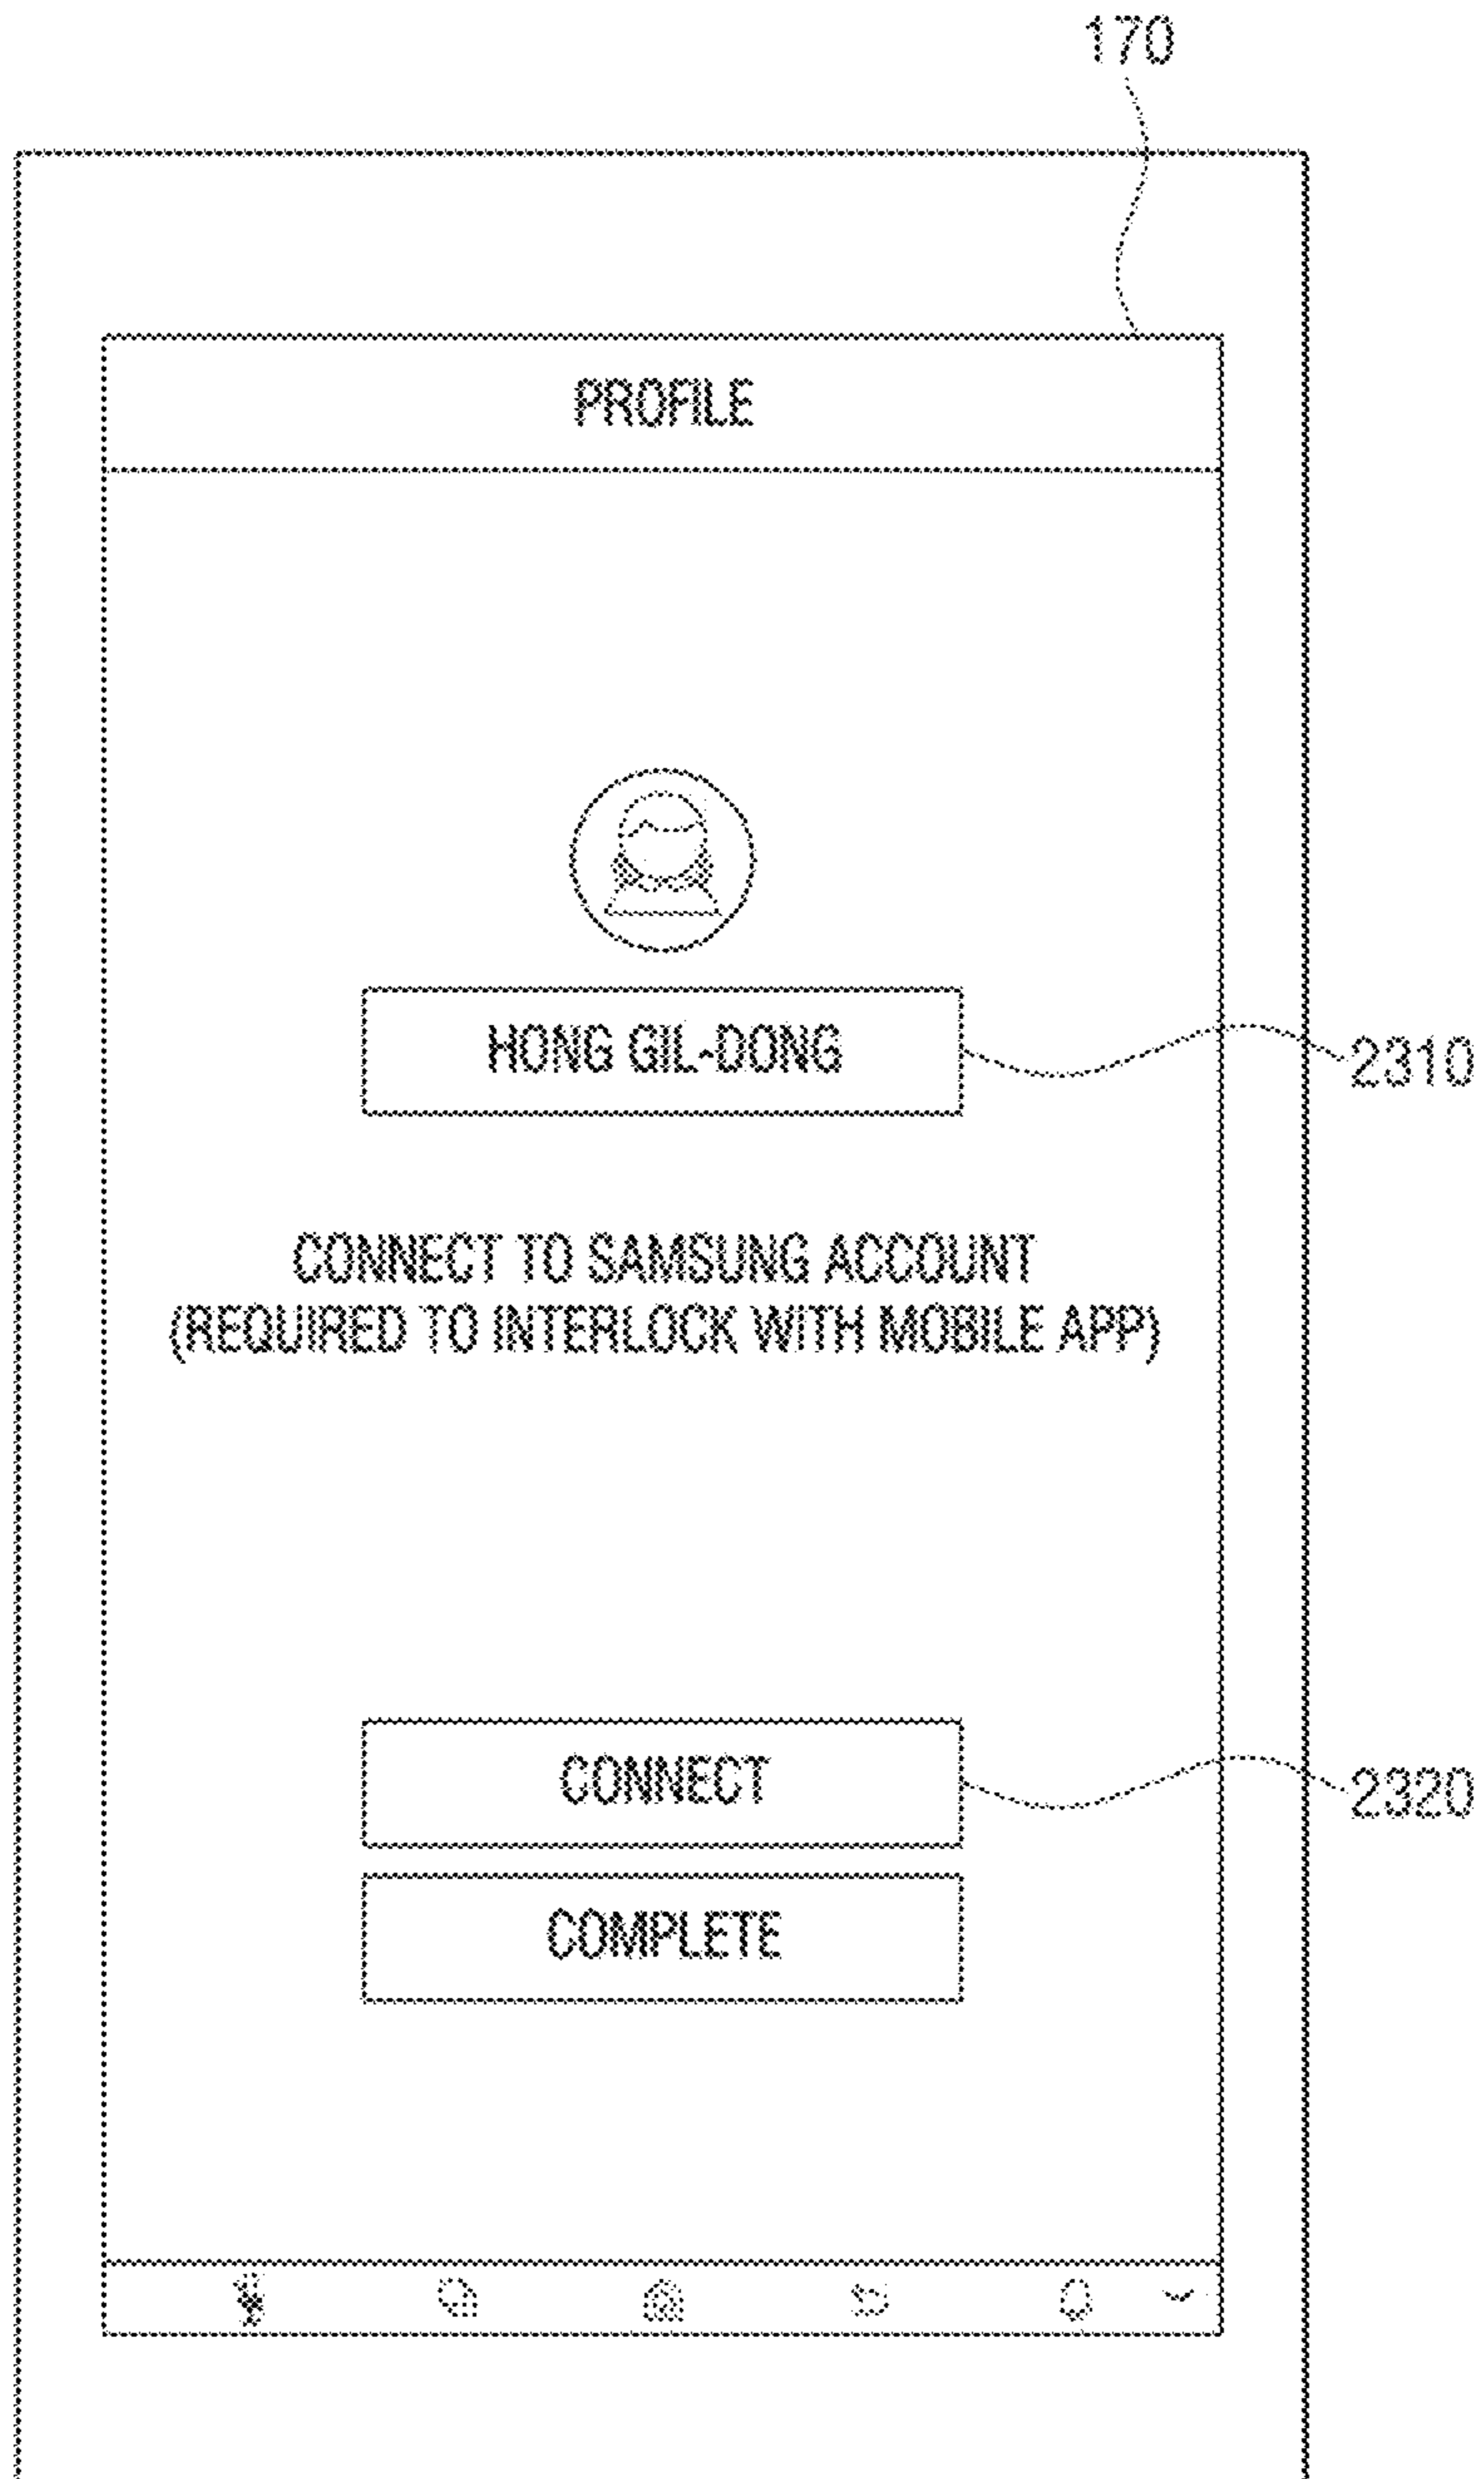 170
PROFILE
HONG GIL-DONG
2310
CONNECT TO SAMSUNG ACCOUNT
(REQUIRED TO INTERLOCK WITH MOBILE APP)
CONNECT
2320
COMPLETE